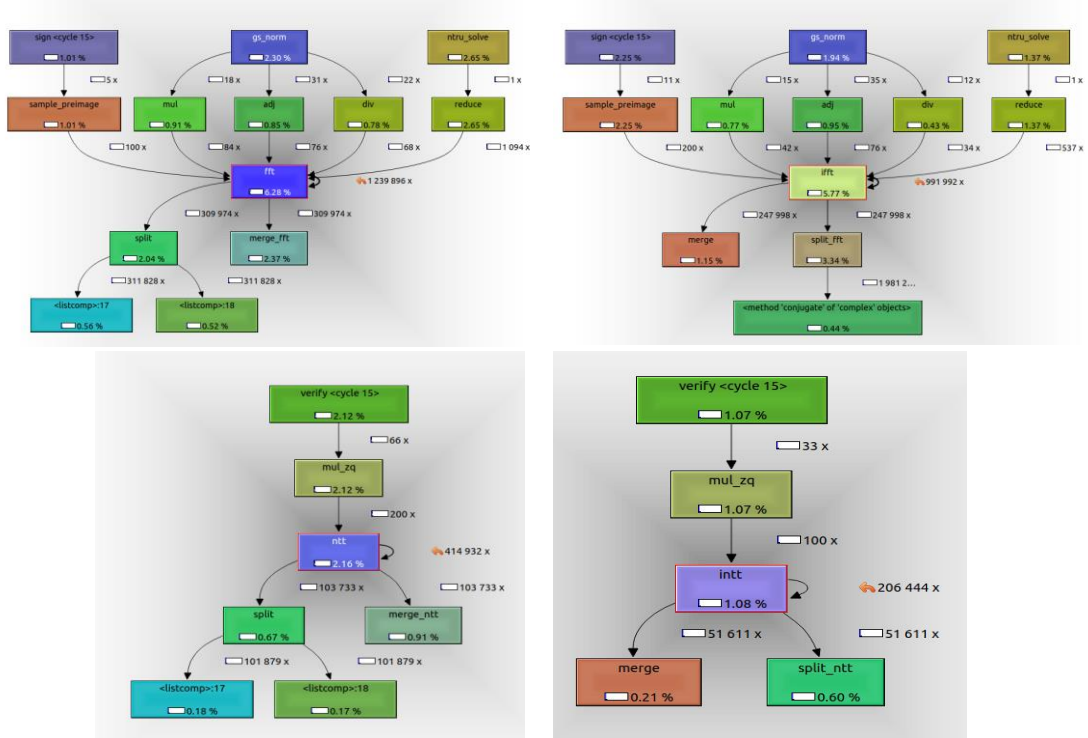 sign <cycle 15>
1.01 %
gs_norm
2.30 %
ntru_solve
2.65 %
5 x
18 x
31 x
22 x
1 x
sample_preimage
1.01 %
mul
0.91 %
adj
0.85 %
div
0.78 %
reduce
2.65 %
100 x
84 x
76 x
68 x
1 094 x
fft
6.28 %
1 239 896 x
309 974 x
309 974 x
split
2.04 %
merge_fft
2.37 %
311 828 x
311 828 x
<listcomp>:17
0.56 %
<listcomp>:18
0.52 %
sign <cycle 15>
2.25 %
gs_norm
1.94 %
ntru_solve
1.37 %
11 x
15 x
35 x
12 x
1 x
sample_preimage
2.25 %
mul
0.77 %
adj
0.95 %
div
0.43 %
reduce
1.37 %
200 x
42 x
76 x
34 x
537 x
ifft
5.77 %
991 992 x
247 998 x
247 998 x
merge
1.15 %
split_fft
3.34 %
1 981 2...
<method 'conjugate' of 'complex' objects>
0.44 %
verify <cycle 15>
2.12 %
66 x
mul_zq
2.12 %
200 x
ntt
2.16 %
414 932 x
103 733 x
103 733 x
split
0.67 %
merge_ntt
0.91 %
101 879 x
101 879 x
<listcomp>:17
0.18 %
<listcomp>:18
0.17 %
verify <cycle 15>
1.07 %
33 x
mul_zq
1.07 %
100 x
intt
1.08 %
206 444 x
51 611 x
51 611 x
merge
0.21 %
split_ntt
0.60 %